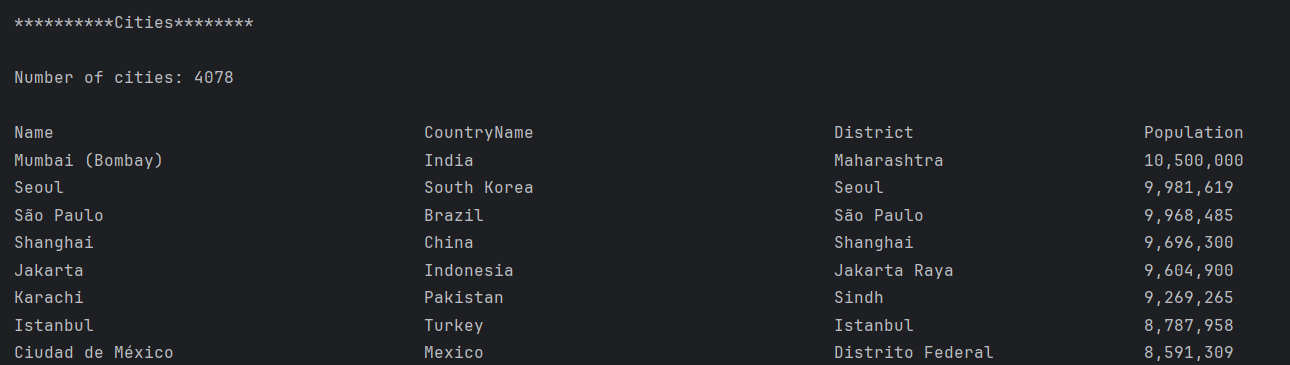 **********Cities********
Number of cities: 4078
Name CountryName District Population
Mumbai (Bombay) India Maharashtra 10,500,000
Seoul South Korea Seoul 9,981,619
São Paulo Brazil São Paulo 9,968,485
Shanghai China Shanghai 9,696,300
Jakarta Indonesia Jakarta Raya 9,604,900
Karachi Pakistan Sindh 9,269,265
Istanbul Turkey Istanbul 8,787,958
Ciudad de México Mexico Distrito Federal 8,591,309